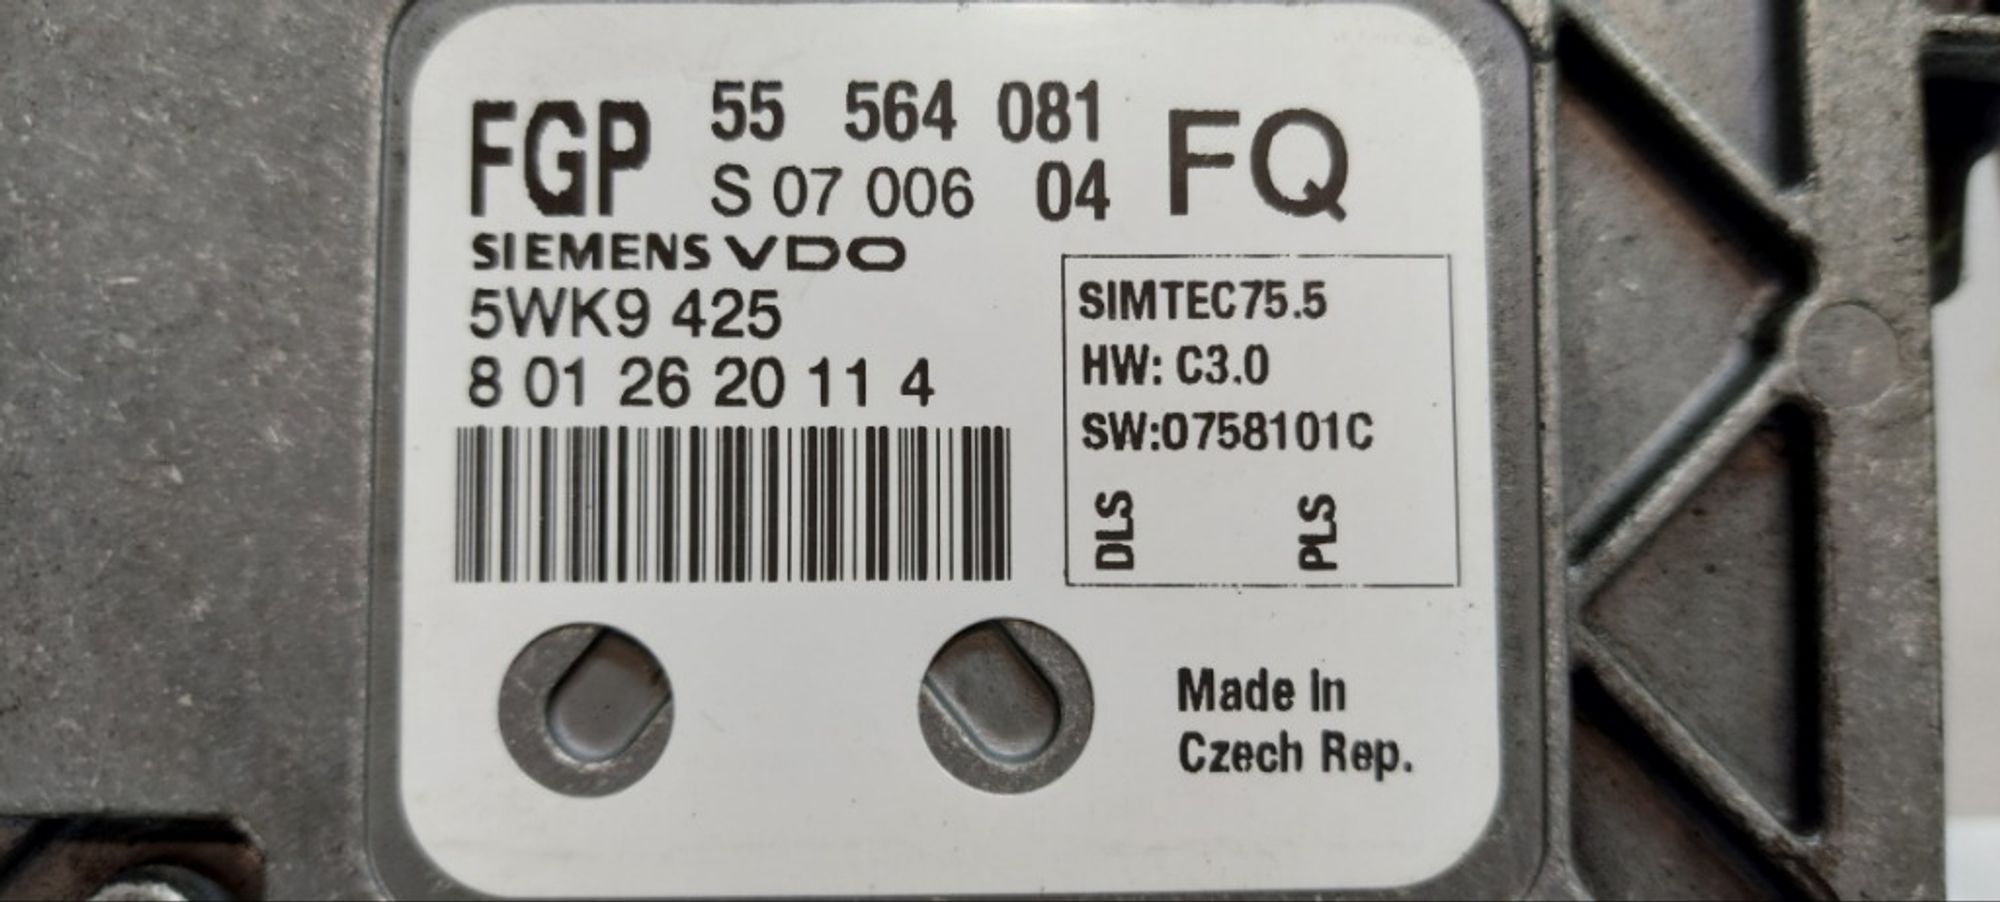 FGP 55 564 081 FQ
S 07 006 04
SIEMENS VDO
5WK9 425
8 01 26 20 11 4
SIMTEC75.5
HW: C3.0
SW:0758101C
DLS PLS
Made In
Czech Rep.